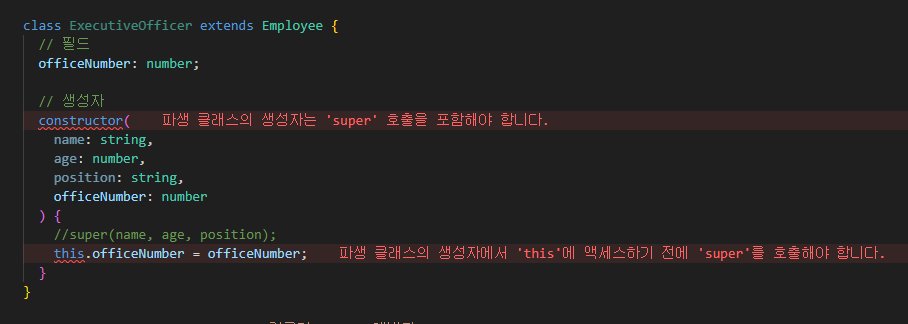 class ExecutiveOfficer extends Employee {
// 필드
officeNumber: number;
// 생성자
constructor( 파생 클래스의 생성자는 'super' 호출을 포함해야 합니다.
name: string,
age: number,
position: string,
officeNumber: number
) {
//super(name, age, position);
this.officeNumber = officeNumber; 파생 클래스의 생성자에서 'this'에 액세스하기 전에 'super'를 호출해야 합니다.
}
}